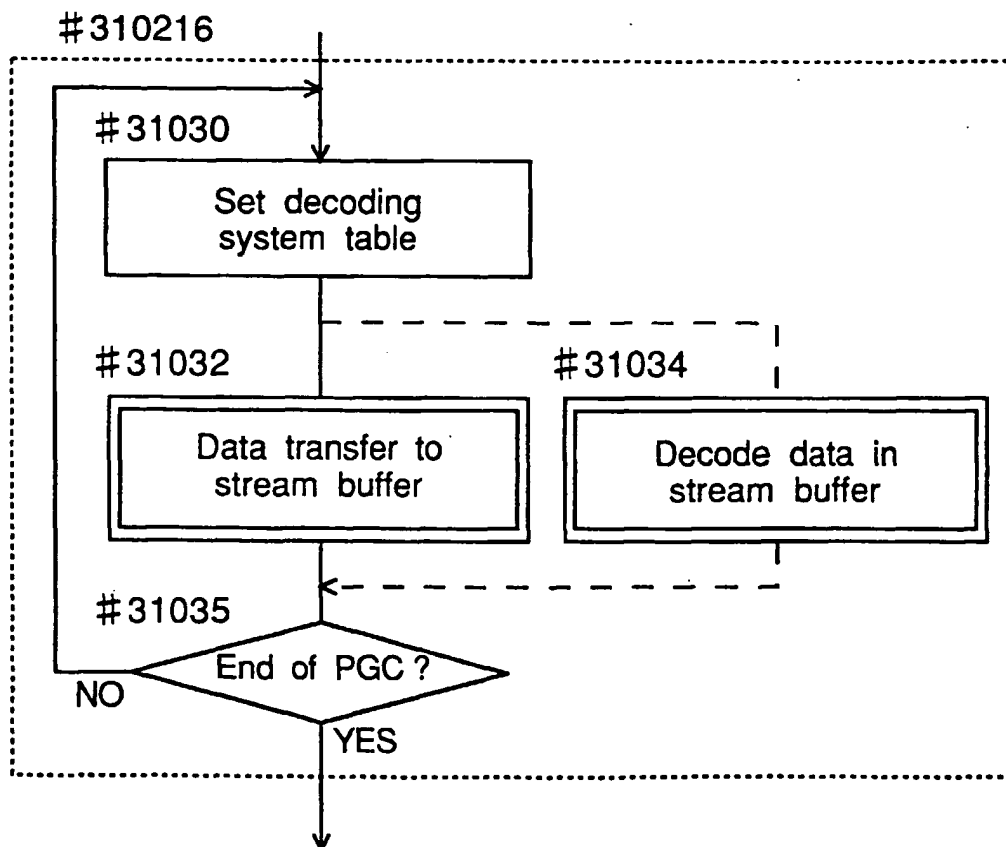 #310216
#31030
Set decoding
system table
#31032
#31034
Data transfer to
stream buffer
Decode data in
stream buffer
#31035
End of PGC?
NO
YES